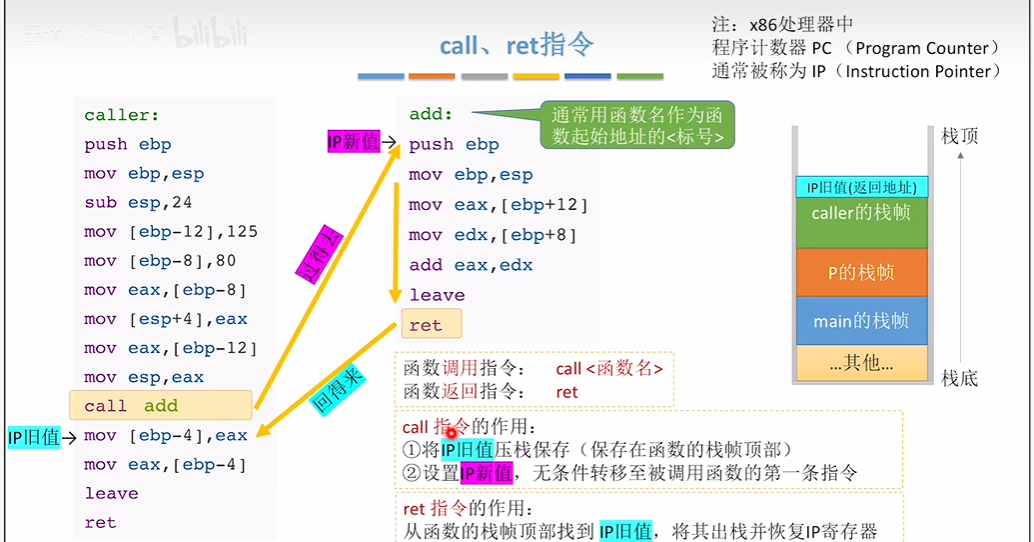 bilibili
call、ret指令
注：x86处理器中
程序计数器 PC （Program Counter）
通常被称为 IP（Instruction Pointer）
caller:
push ebp
mov ebp,esp
sub esp,24
mov [ebp-12],125
mov [ebp-8],80
mov eax,[ebp-8]
mov [esp+4],eax
mov eax,[ebp-12]
mov esp,eax
call add
IP旧值→
mov [ebp-4],eax
mov eax,[ebp-4]
leave
ret
过得去
回得来
add:
通常用函数名作为函
数起始地址的<标号>
IP新值→
push ebp
mov ebp,esp
mov eax,[ebp+12]
mov edx,[ebp+8]
add eax,edx
leave
ret
栈顶
IP旧值(返回地址)
caller的栈帧
P的栈帧
main的栈帧
...其他...
栈底
函数调用指令： call <函数名>
函数返回指令： ret
call 指令的作用：
①将IP旧值压栈保存（保存在函数的栈帧顶部）
②设置IP新值，无条件转移至被调用函数的第一条指令
ret 指令的作用：
从函数的栈帧顶部找到 IP旧值，将其出栈并恢复IP寄存器